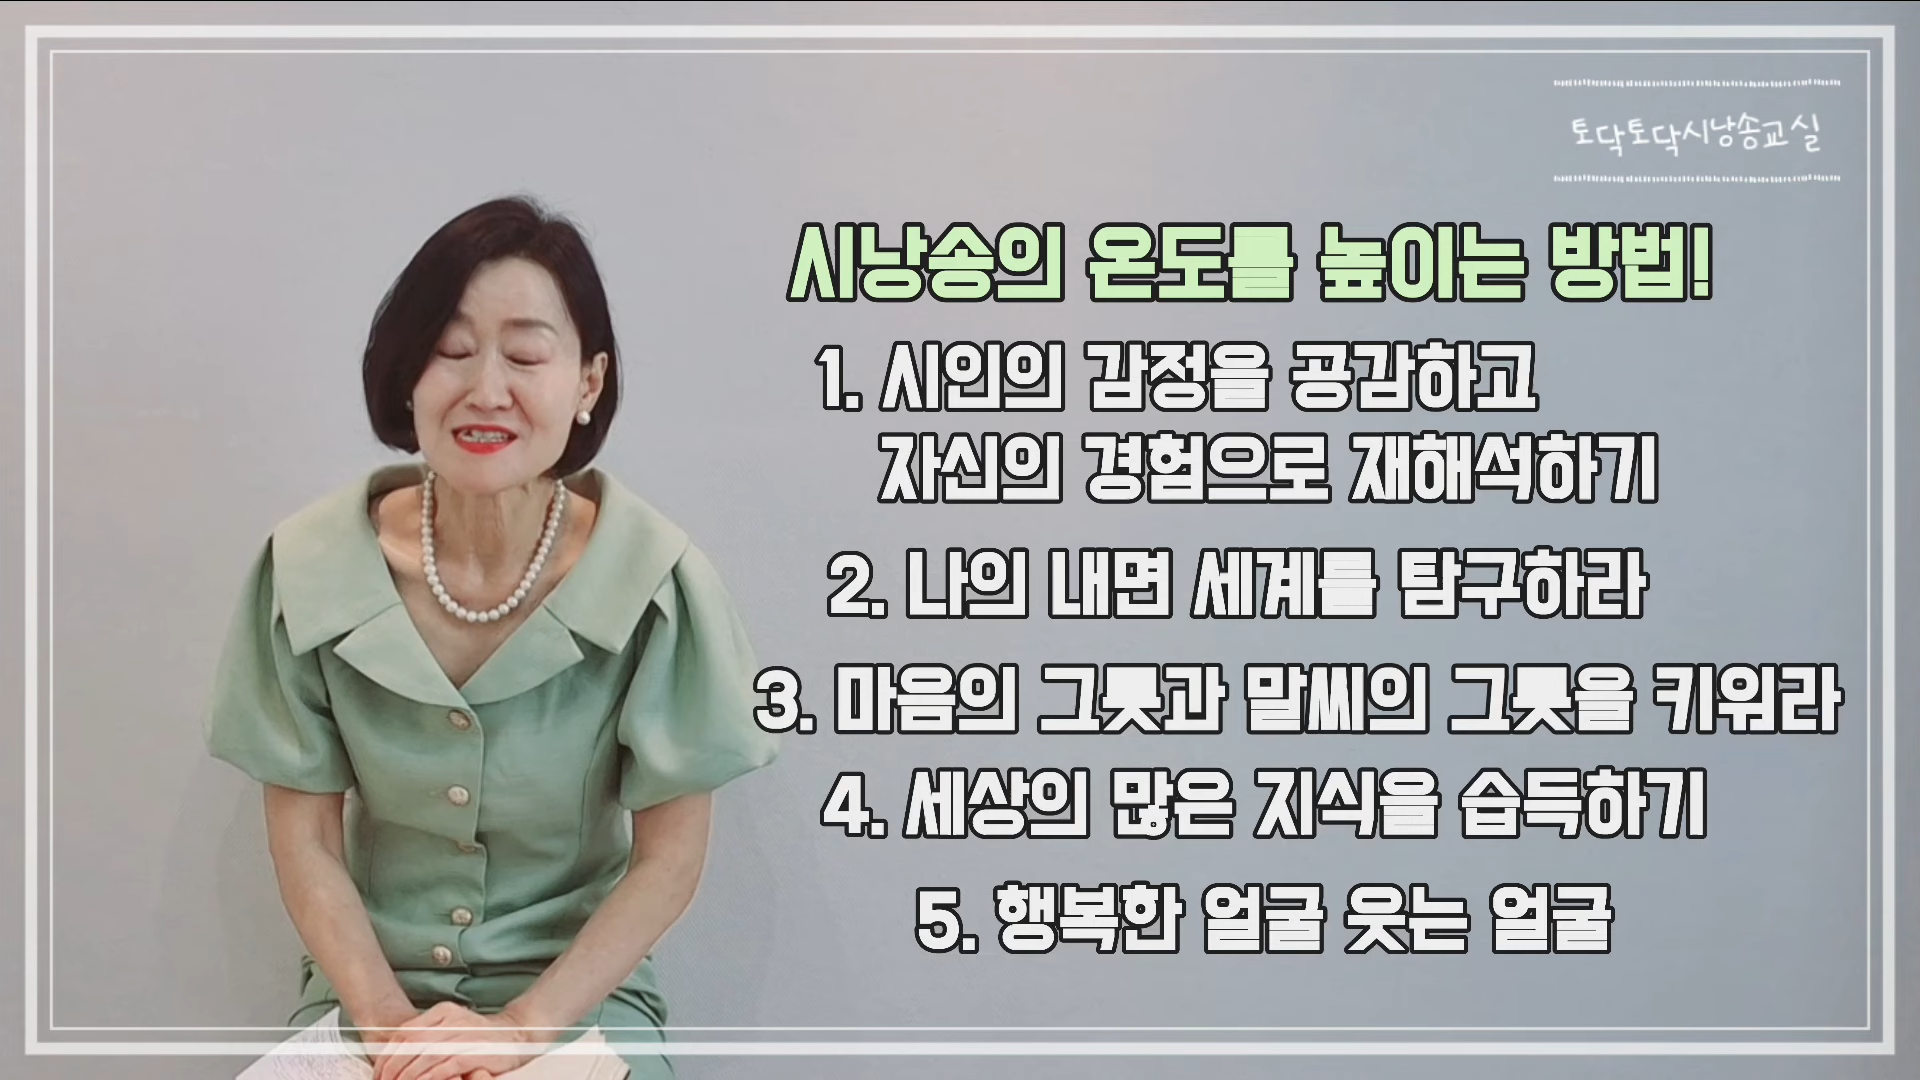 토닥토닥시낭송교실
시낭송의 온도를 높이는 방법!
1. 시인의 감정을 공감하고
자신의 경험으로 재해석하기
2. 나의 내면 세계를 탐구하라
3. 마음의 그릇과 말씨의 그릇을 키워라
4. 세상의 많은 지식을 습득하기
5. 행복한 얼굴 웃는 얼굴